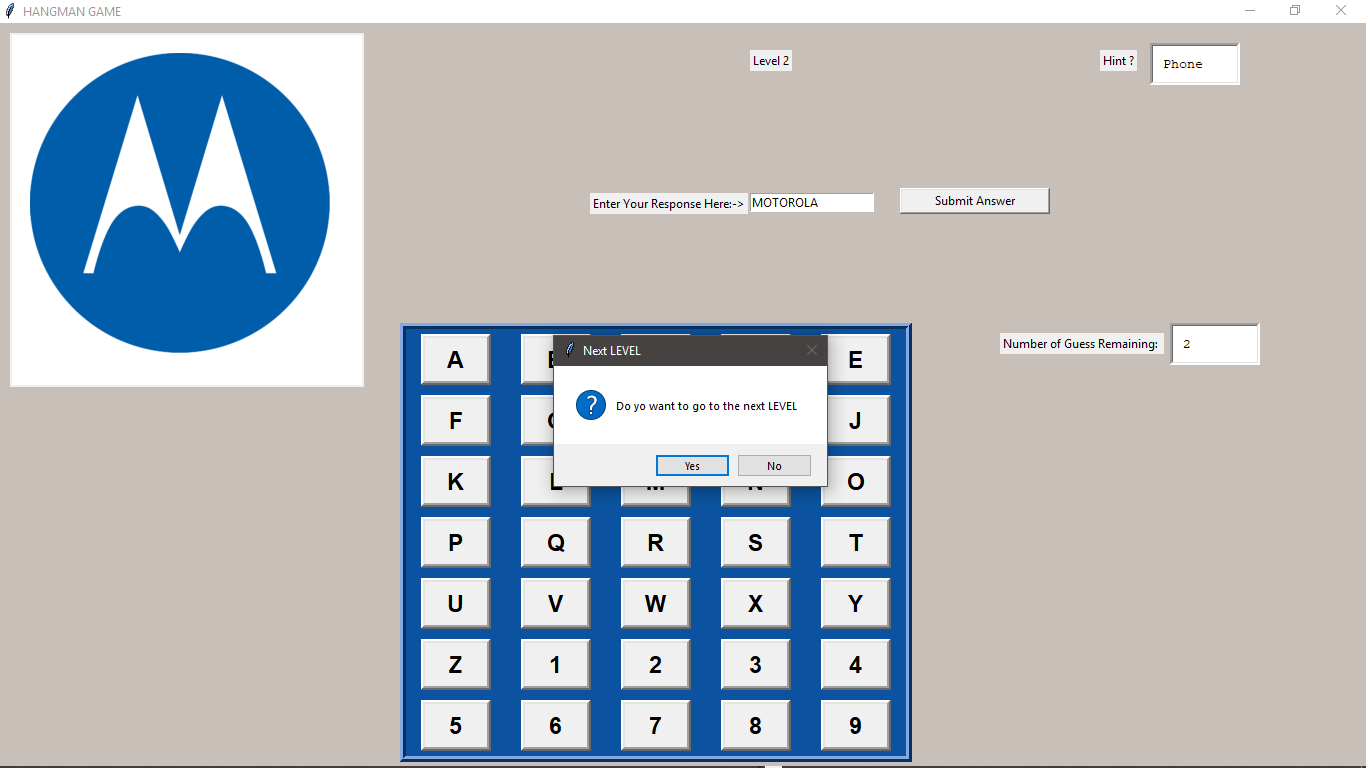 HANGMAN GAME
Level 2
Hint ?
Phone
Enter Your Response Here:-> MOTOROLA
Submit Answer
Number of Guess Remaining: 2
Next LEVEL
Do yo want to go to the next LEVEL
Yes No
A E
F J
K O
P Q R S T
U V W X Y
Z 1 2 3 4
5 6 7 8 9